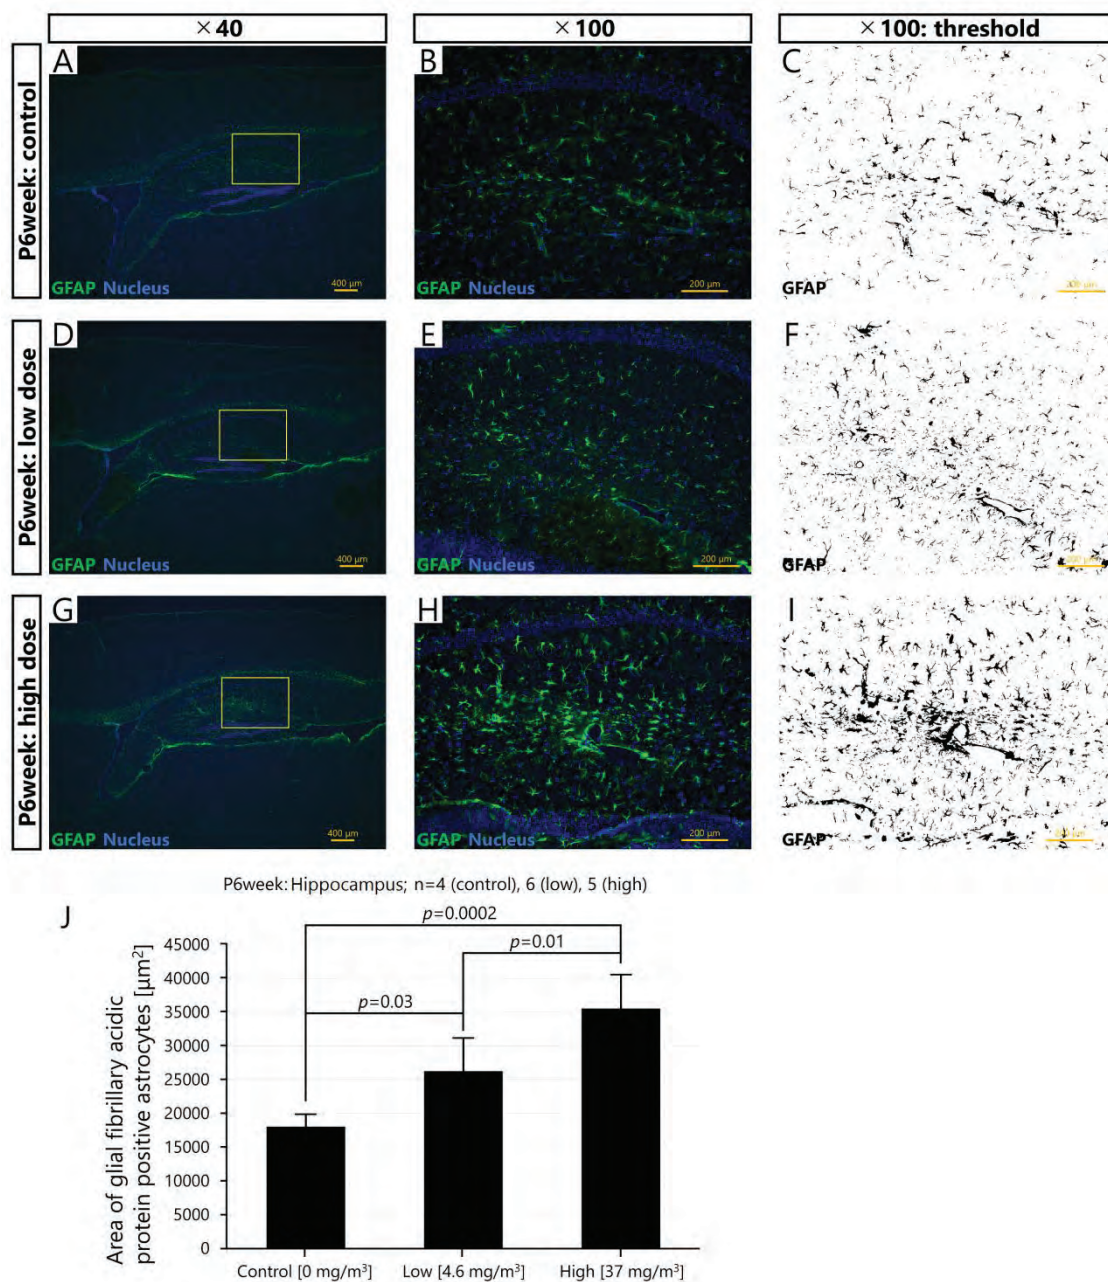 ×40
×100
×100: threshold
P6week: control
A
GFAP Nucleus
400 μm
B
GFAP Nucleus
200 μm
C
GFAP
P6week: low dose
D
GFAP Nucleus
400 μm
E
GFAP Nucleus
200 μm
F
GFAP
P6week: high dose
G
GFAP Nucleus
400 μm
H
GFAP Nucleus
200 μm
I
GFAP
P6week: Hippocampus; n=4 (control), 6 (low), 5 (high)
J
p=0.0002
p=0.01
p=0.03
Area of glial fibrillary acidic
protein positive astrocytes [μm²]
45000
40000
35000
30000
25000
20000
15000
10000
5000
0
Control [0 mg/m³]
Low [4.6 mg/m³]
High [37 mg/m³]